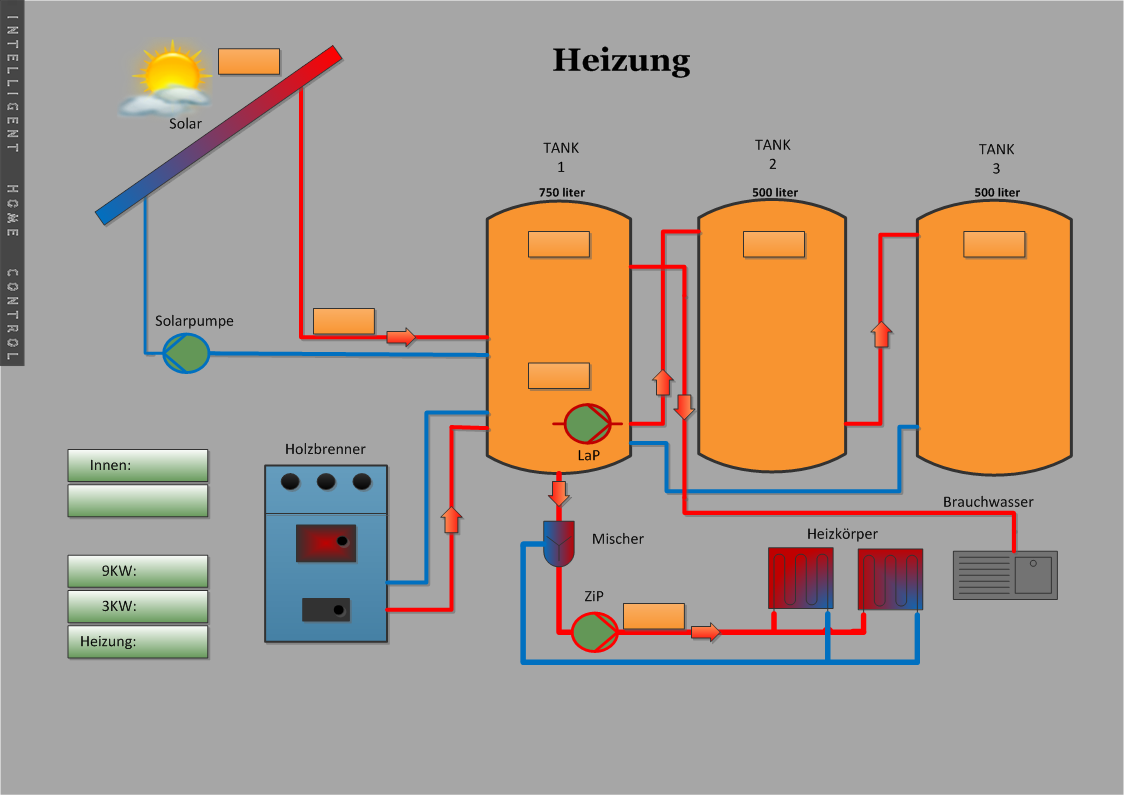 INTELLIGENT HOME CONTROL
Heizung
Solar
TANK
1
750 liter
TANK
2
500 liter
TANK
3
500 liter
Solarpumpe
Holzbrenner
LaP
Innen:
9KW:
3KW:
Heizung:
Mischer
ZiP
Heizkörper
Brauchwasser